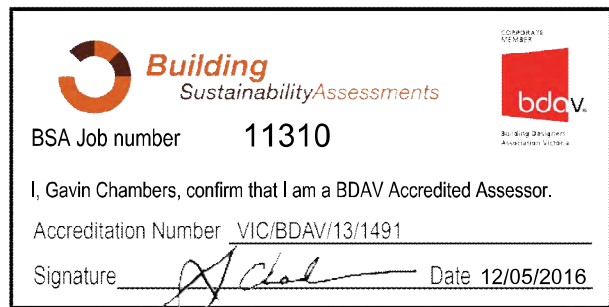 CORPORATE
MEMBER
Building
SustainabilityAssessments
bdav.
Building Designers
Association Victoria
BSA Job number 11310
I, Gavin Chambers, confirm that I am a BDAV Accredited Assessor.
Accreditation Number VIC/BDAV/13/1491
Signature Date 12/05/2016